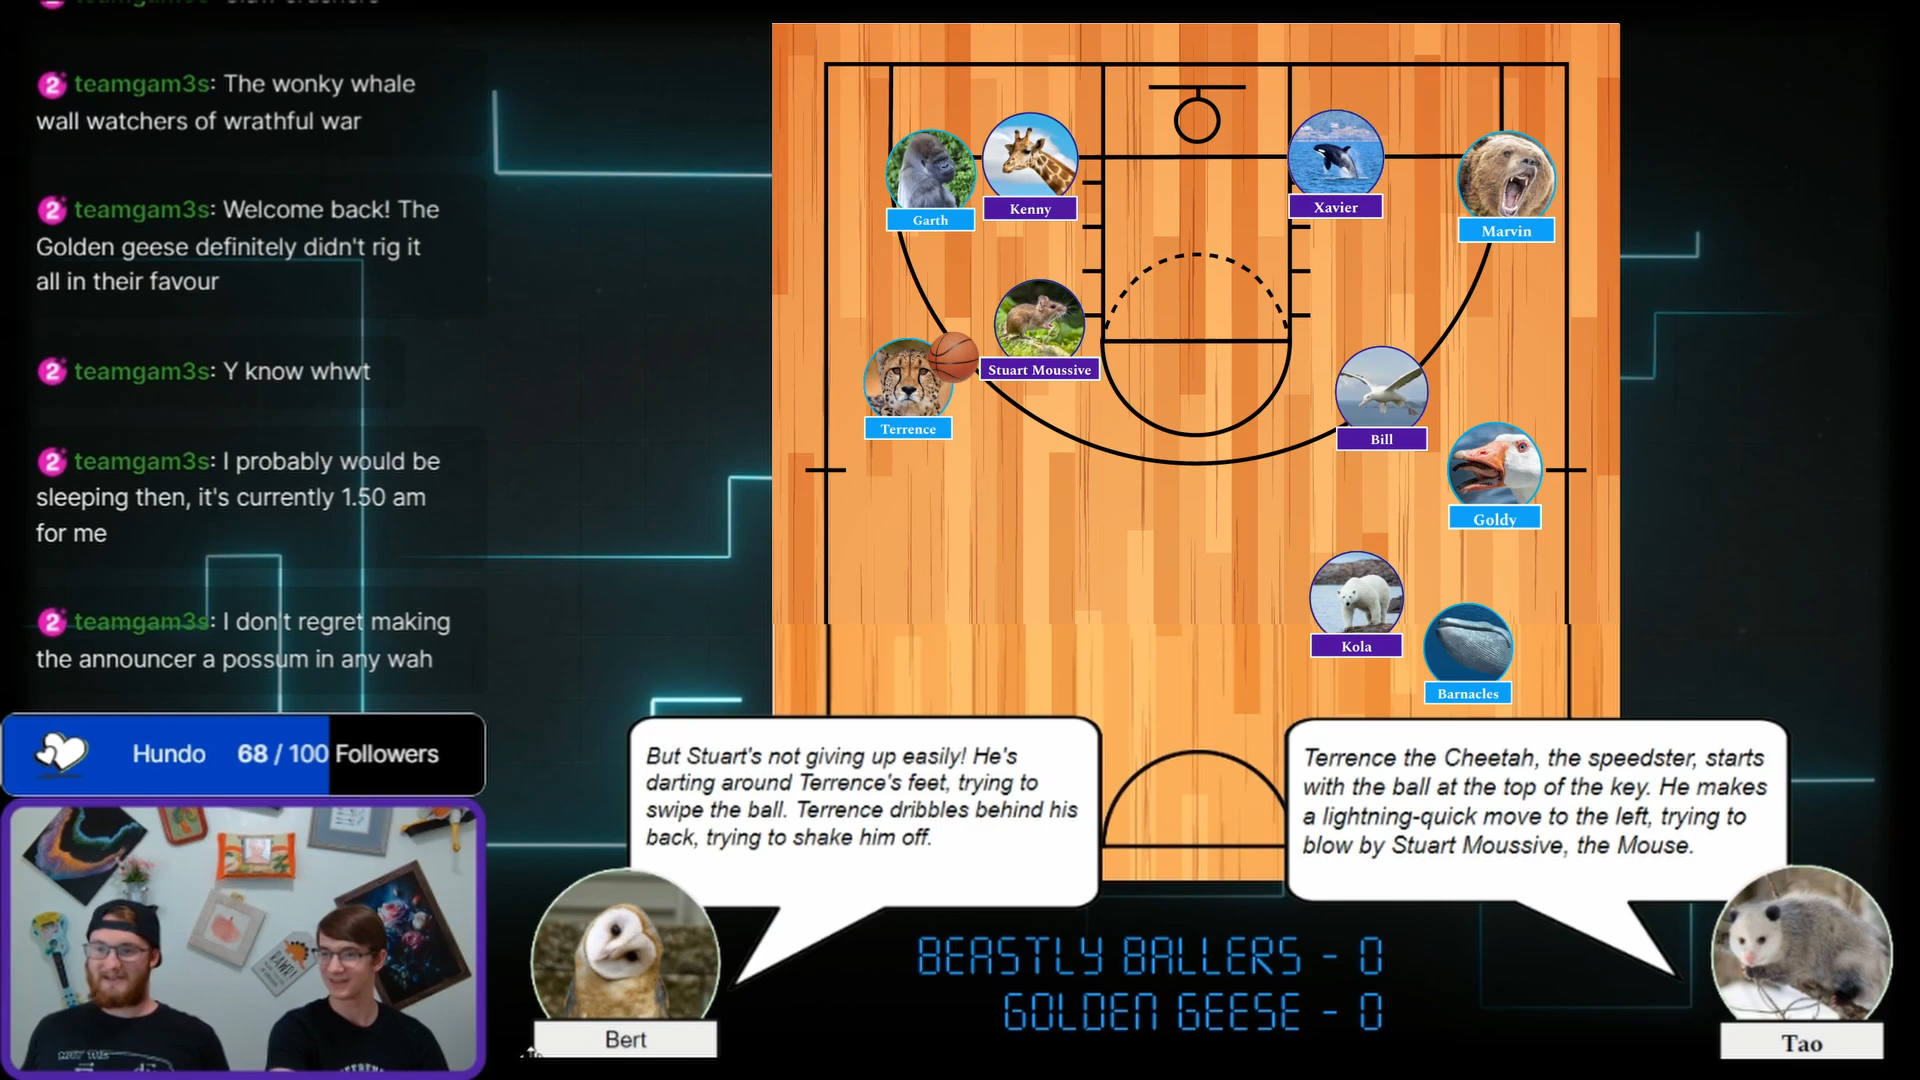 teamgam3s: The wonky whale
wall watchers of wrathful war
teamgam3s: Welcome back! The
Golden geese definitely didn't rig it
all in their favour
teamgam3s: Y know whwt
teamgam3s: I probably would be
sleeping then, it's currently 1.50 am
for me
teamgam3s: I don't regret making
the announcer a possum in any wah
Hundo 68 / 100 Followers
Garth
Kenny
Xavier
Marvin
Stuart Moussive
Terrence
Bill
Goldy
Kola
Barnacles
But Stuart's not giving up easily! He's
darting around Terrence's feet, trying to
swipe the ball. Terrence dribbles behind his
back, trying to shake him off.
Terrence the Cheetah, the speedster, starts
with the ball at the top of the key. He makes
a lightning-quick move to the left, trying to
blow by Stuart Moussive, the Mouse.
BEASTLY BALLERS - 0
GOLDEN GEESE - 0
Bert
Tao
RAWR!
MAY THE